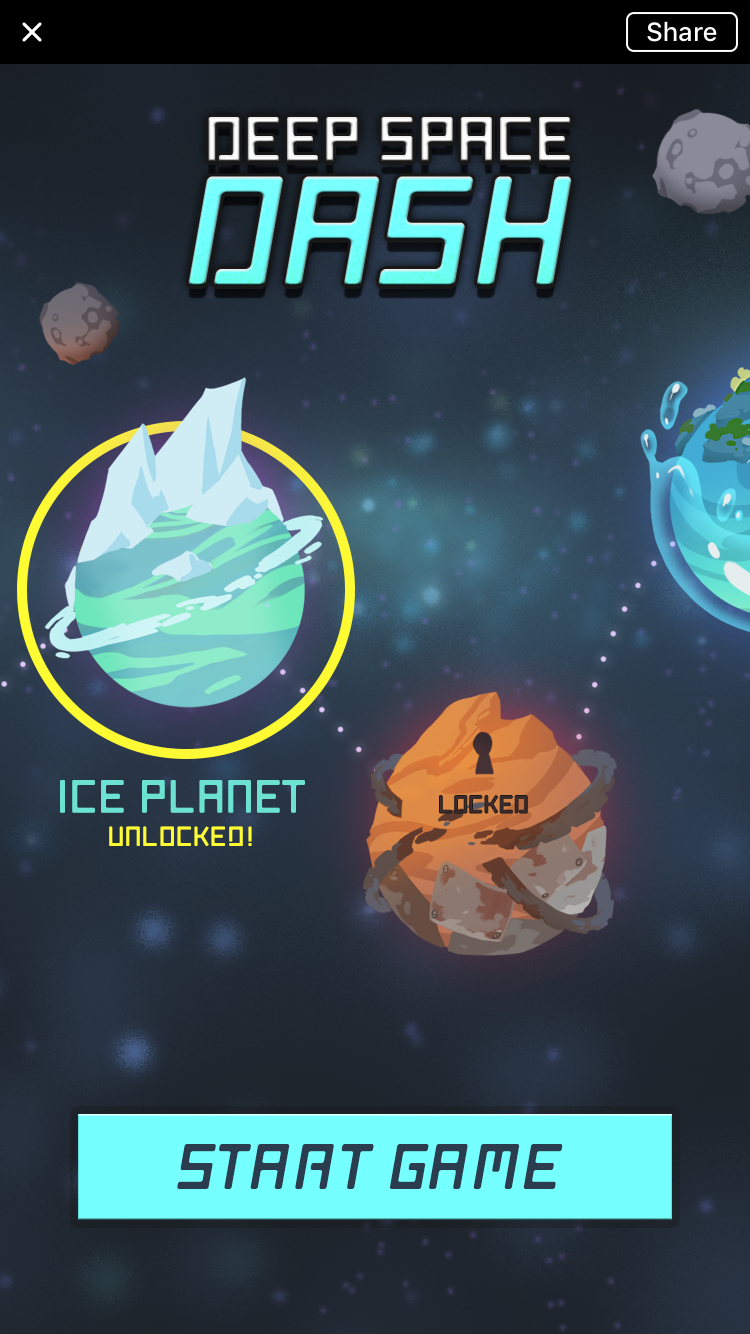 Share
DEEP SPACE
DASH
ICE PLANET
UNLOCKED!
LOCKED
START GAME